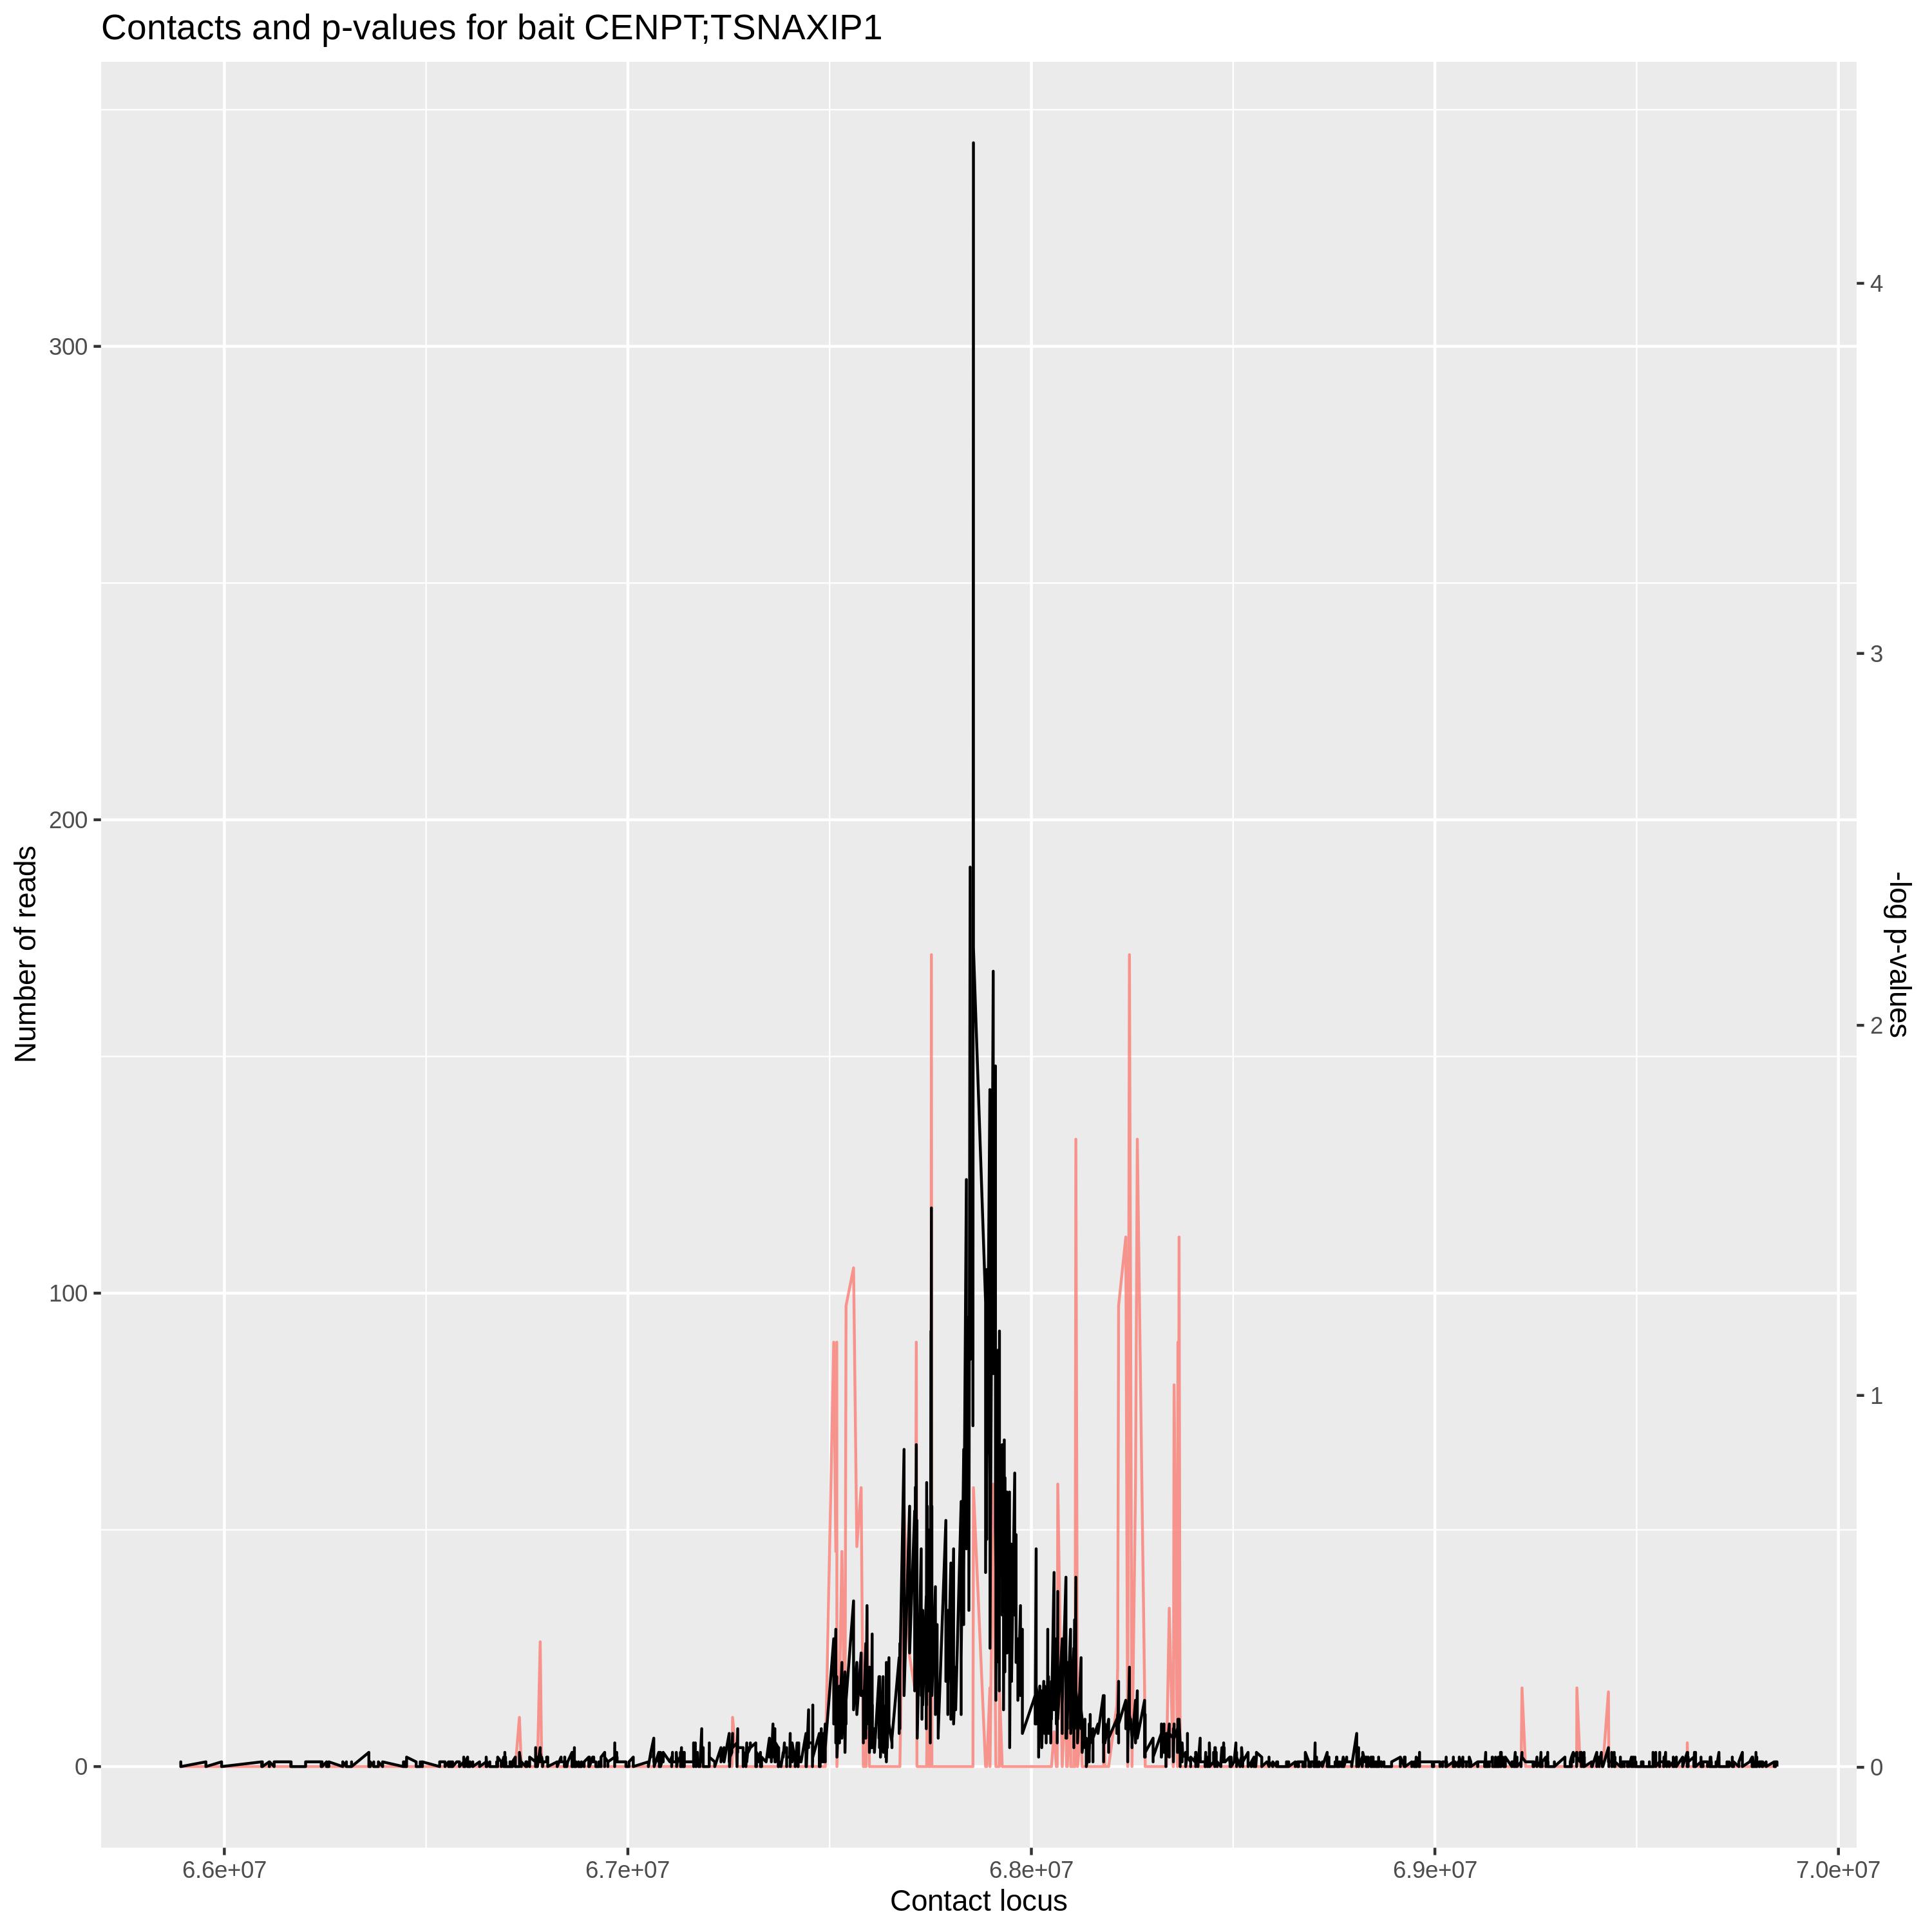 Contacts and p-values for bait CENPT;TSNAXIP1
Number of reads
300
200
100
0
4
3
2
1
0
-log p-values
6.6e+07 6.7e+07 6.8e+07 6.9e+07 7.0e+07
Contact locus